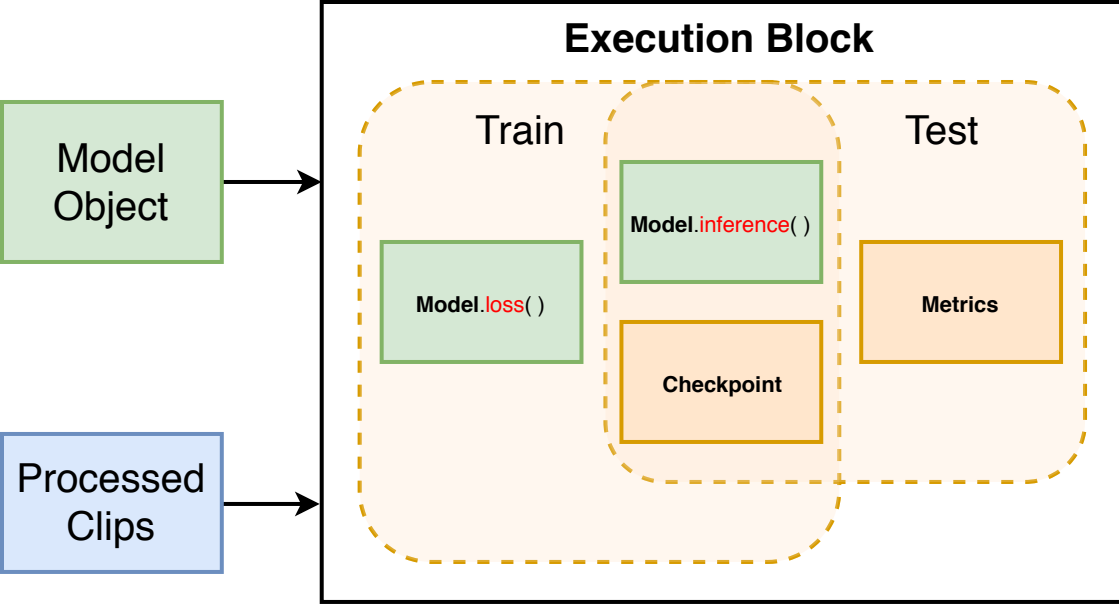 Execution Block
Model
Object
Train
Test
Model.inference( )
Model.loss( )
Metrics
Checkpoint
Processed
Clips